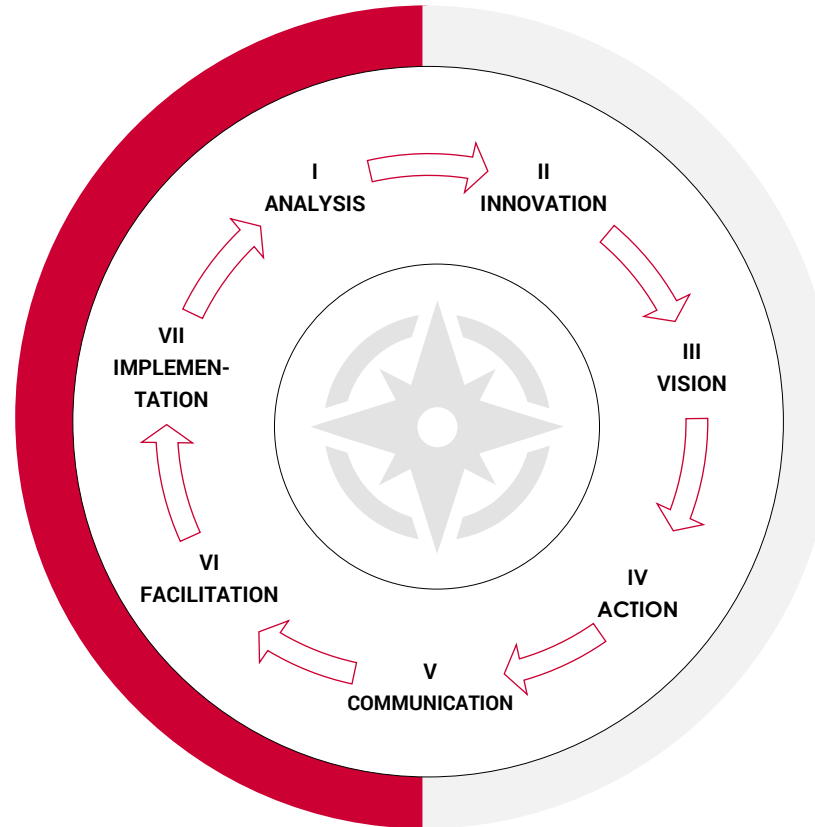 I
ANALYSIS
II
INNOVATION
III
VISION
IV
ACTION
V
COMMUNICATION
VI
FACILITATION
VII
IMPLEMEN-
TATION